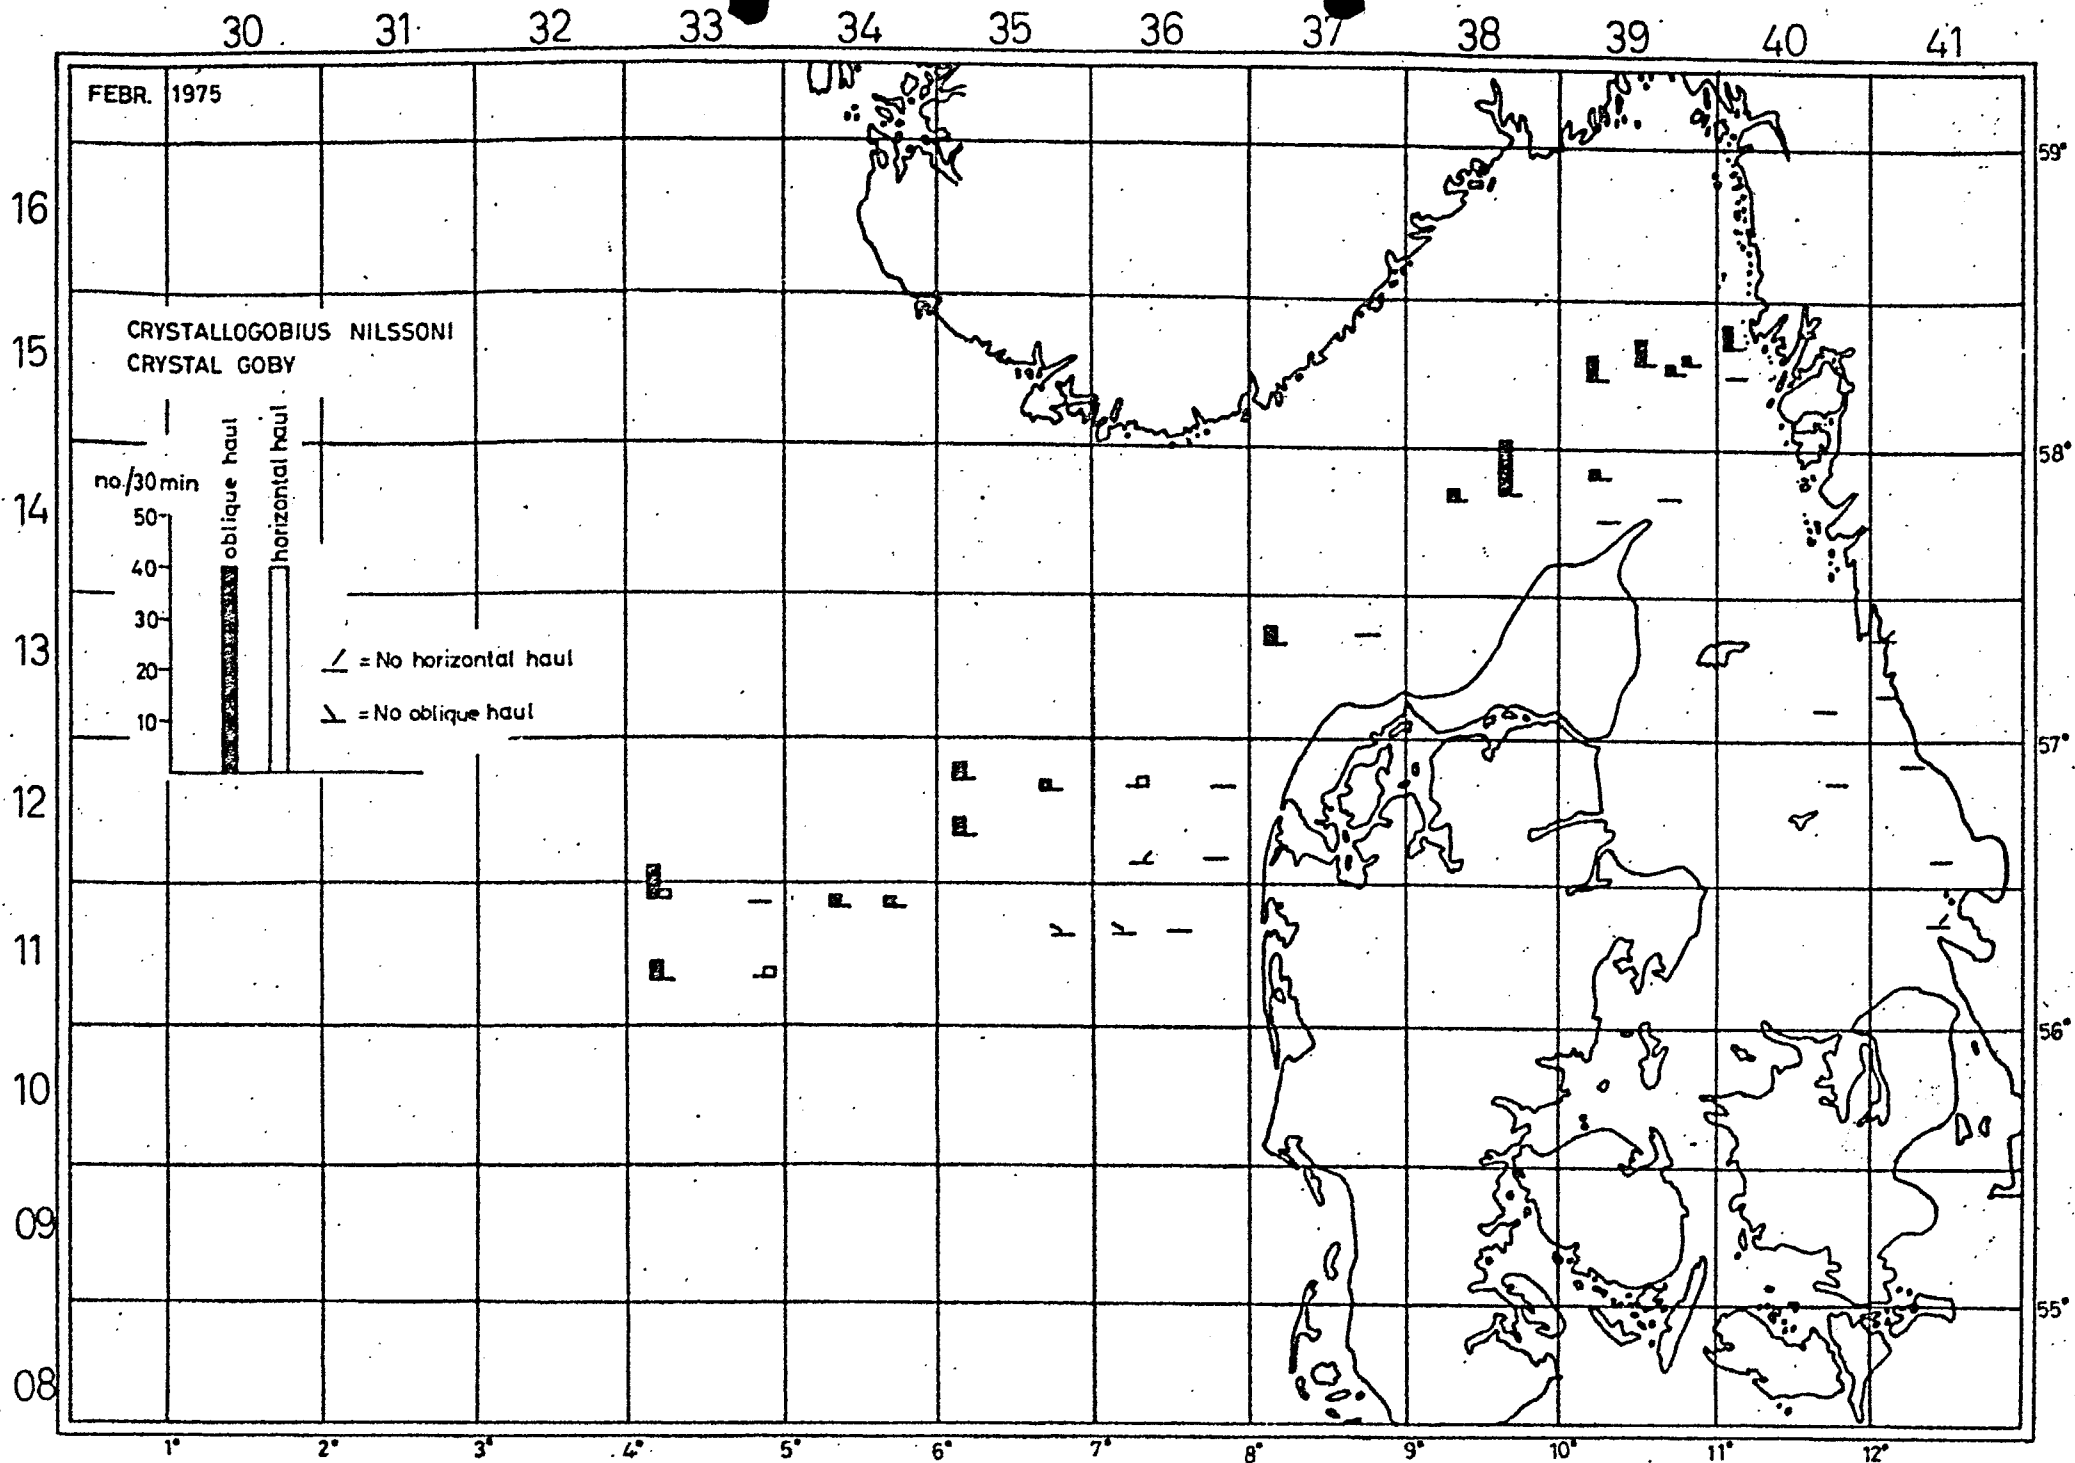 30 31 32 33 34 35 36 37 38 39 40 41
FEBR. 1975
59°
16
CRYSTALLOGOBIUS NILSSONI
15
CRYSTAL GOBY
58°
no./30min
oblique haul
horizontal haul
14
50
40
30
13
= No horizontal haul
20
= No oblique haul
10
57°
12
11
56°
10
09
55°
08
1° 2° 3° 4° 5° 6° 7° 8° 9° 10° 11° 12°